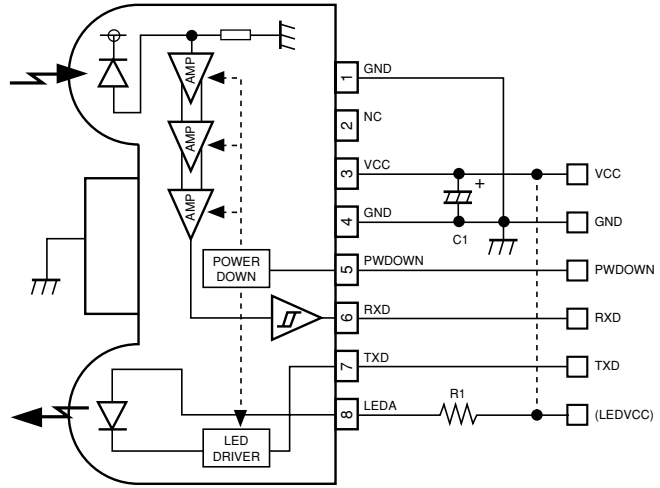 AMP
AMP
AMP
POWER
DOWN
LED
DRIVER
1
GND
2
NC
3
VCC
4
GND
5
PWDOWN
6
RXD
7
TXD
8
LEDA
+
C1
R1
VCC
GND
PWDOWN
RXD
TXD
(LEDVCC)